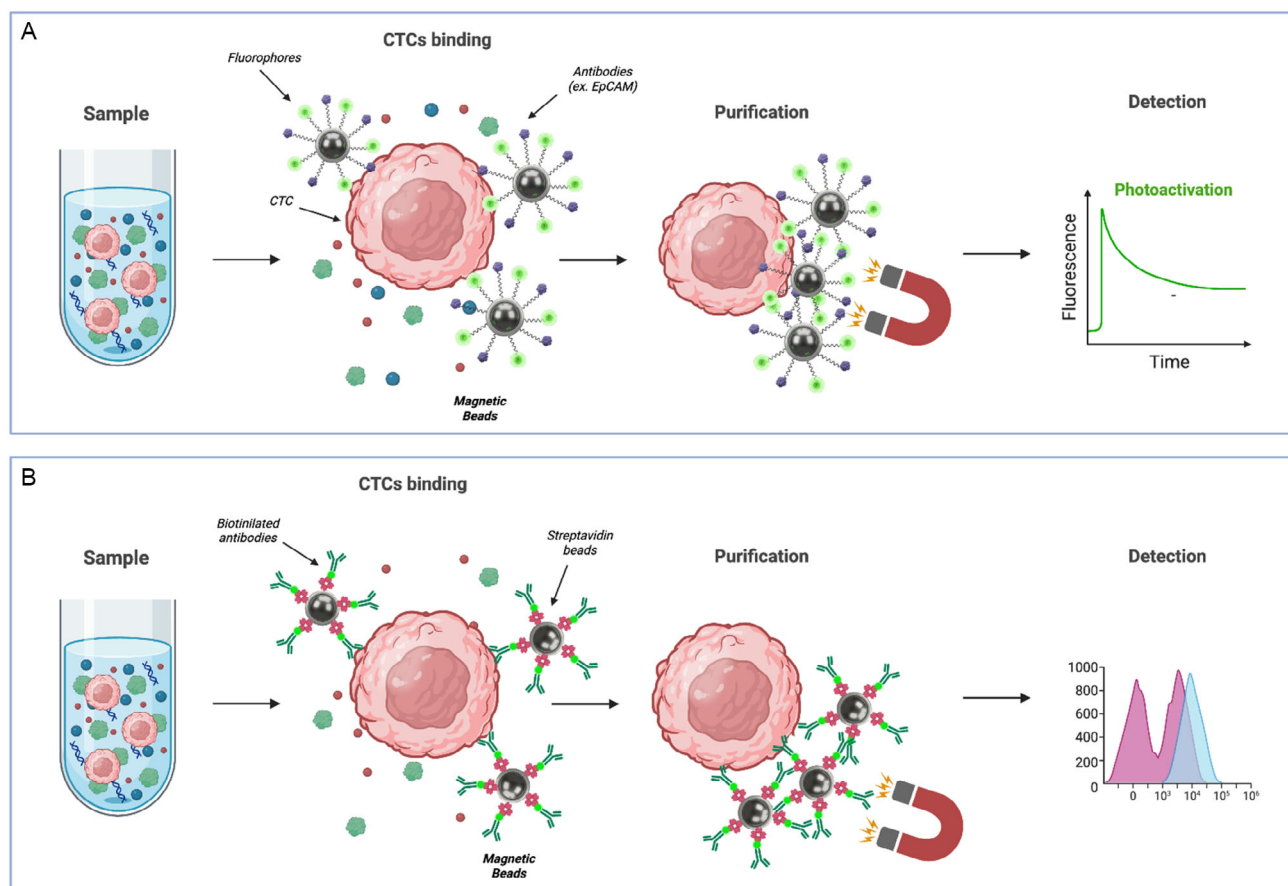 A
CTCs binding
Fluorophores
Antibodies
(ex. EpCAM)
Sample
Purification
Detection
CTC
Photoactivation
Fluorescence
Time
Magnetic
Beads
B
CTCs binding
Biotinilated
antibodies
Streptavidin
beads
Sample
Purification
Detection
1000
800
600
400
200
0
0 10³ 10⁴ 10⁵ 10⁶
Magnetic
Beads